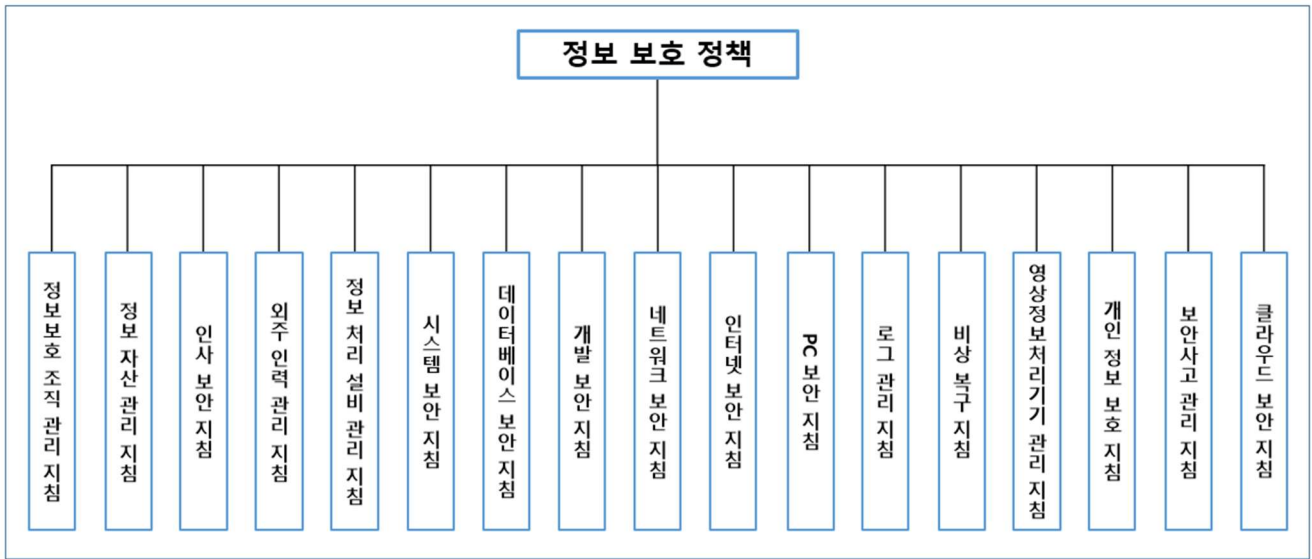 정보 보호 정책
정보보호 조직 관리 지침
정보 자산 관리 지침
인사 보안 지침
외주 인력 관리 지침
정보 처리 설비 관리 지침
시스템 보안 지침
데이터베이스 보안 지침
개발 보안 지침
네트워크 보안 지침
인터넷 보안 지침
PC 보안 지침
로그 관리 지침
비상 복구 지침
영상정보처리기기 관리 지침
개인 정보 보호 지침
보안사고 관리 지침
클라우드 보안 지침